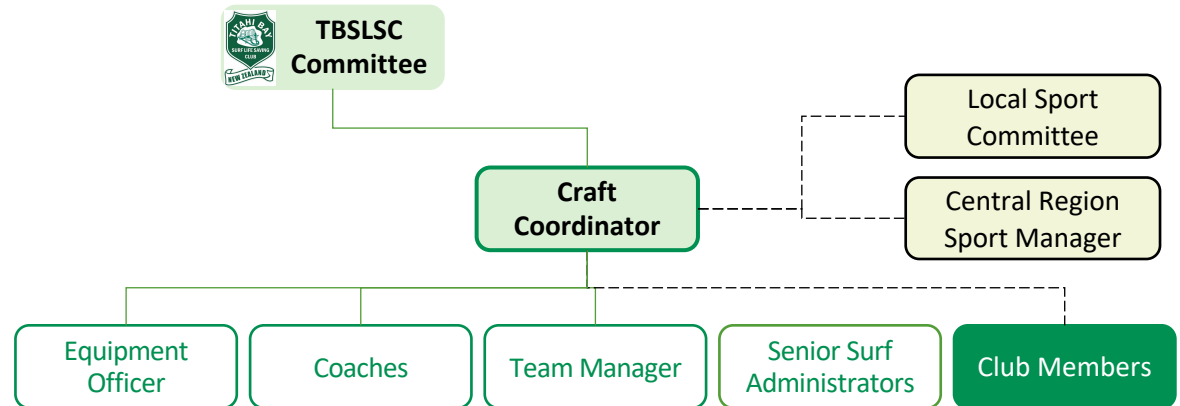 TITAHI BAY
SURF LIFE SAVING
CLUB
NEW ZEALAND
TBSLSC
Committee
Local Sport
Committee
Central Region
Sport Manager
Craft
Coordinator
Equipment
Officer
Coaches
Team Manager
Senior Surf
Administrators
Club Members